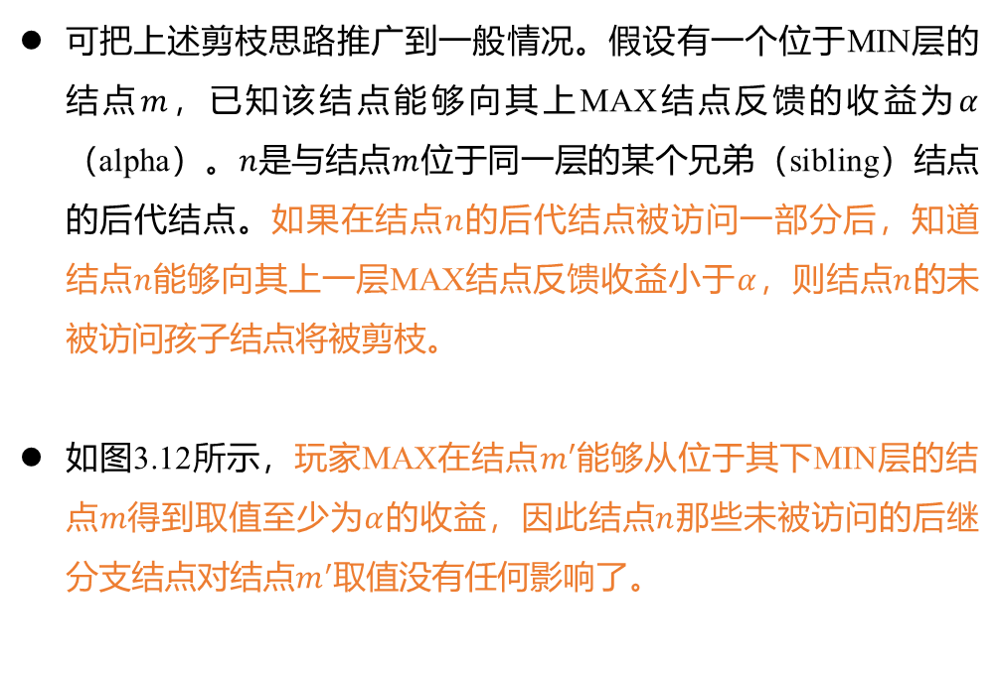 ● 可把上述剪枝思路推广到一般情况。假设有一个位于MIN层的
结点m，已知该结点能够向其上MAX结点反馈的收益为α
（alpha）。n是与结点m位于同一层的某个兄弟（sibling）结点
的后代结点。如果在结点n的后代结点被访问一部分后，知道
结点n能够向其上一层MAX结点反馈收益小于α，则结点n的未
被访问孩子结点将被剪枝。
● 如图3.12所示，玩家MAX在结点m′能够从位于其下MIN层的结
点m得到取值至少为α的收益，因此结点n那些未被访问的后继
分支结点对结点m′取值没有任何影响了。